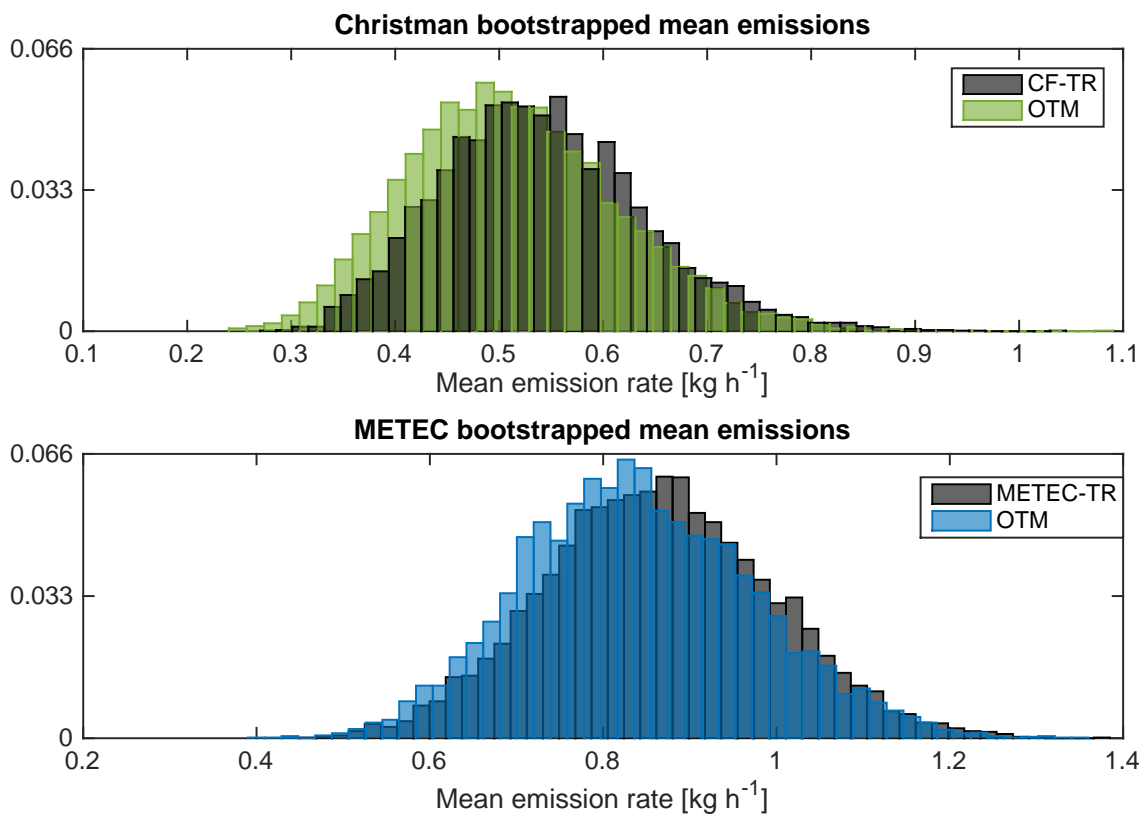 Christman bootstrapped mean emissions
0.066
0.033
0
CF-TR
OTM
0.1 0.2 0.3 0.4 0.5 0.6 0.7 0.8 0.9 1 1.1
Mean emission rate [kg h⁻¹]
METEC bootstrapped mean emissions
0.066
0.033
0
METEC-TR
OTM
0.2 0.4 0.6 0.8 1 1.2 1.4
Mean emission rate [kg h⁻¹]